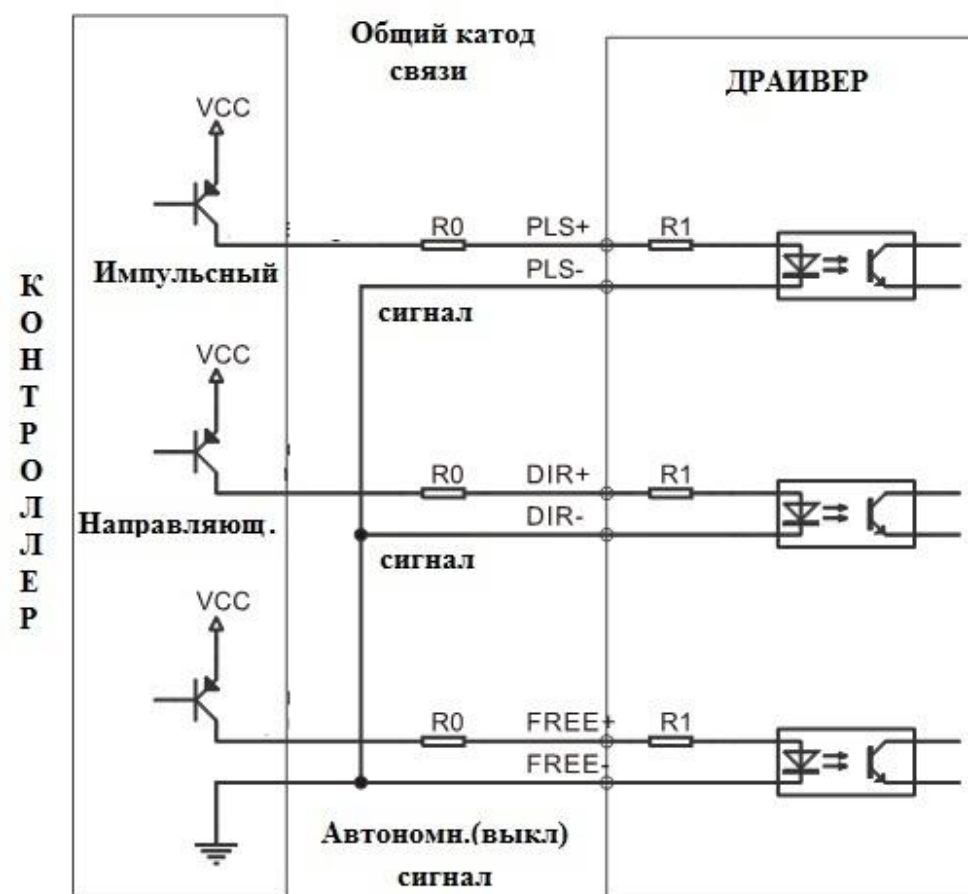 Общий катод
связи
ДРАИВЕР
VCC
R0
PLS+
R1
Импульсный
PLS-
сигнал
КОНТРОЛЛЕР
VCC
R0
DIR+
R1
Направляющ.
DIR-
сигнал
VCC
R0
FREE+
R1
FREE-
Автономн.(выкл)
сигнал